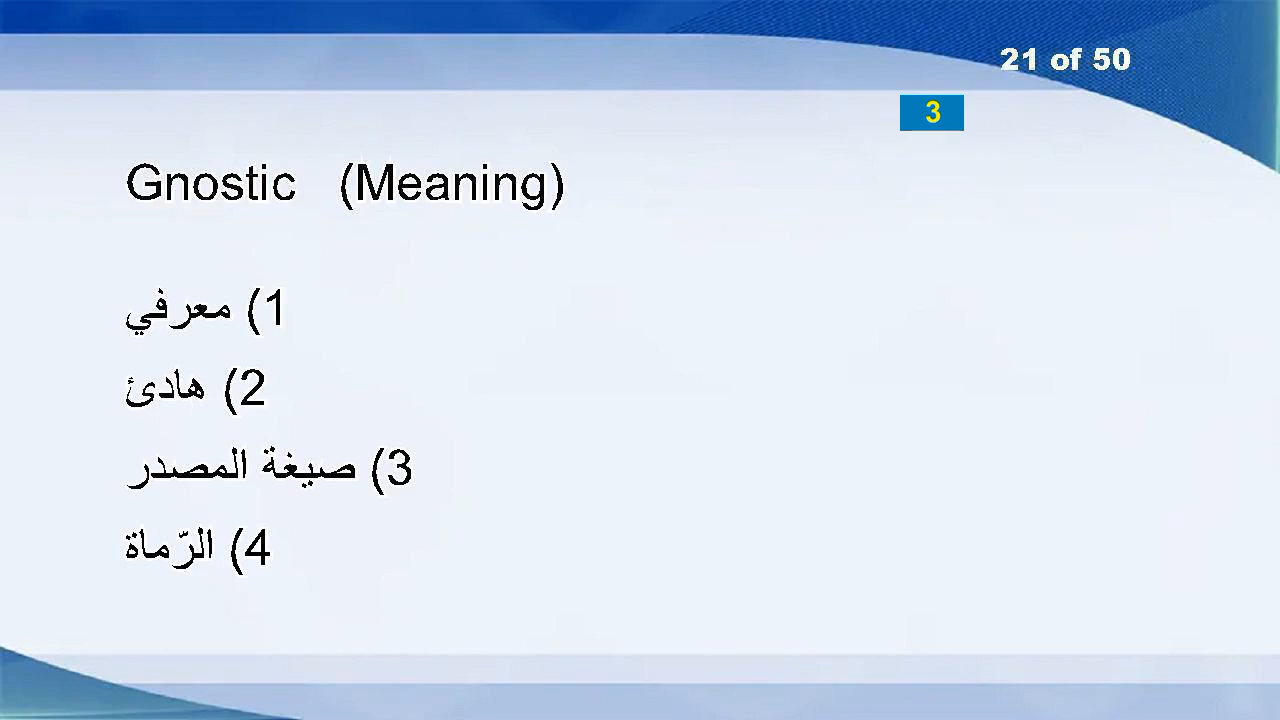 21 of 50
3
Gnostic (Meaning)
1) معرفي
2) هادئ
3) صيغة المصدر
4) الرّماة